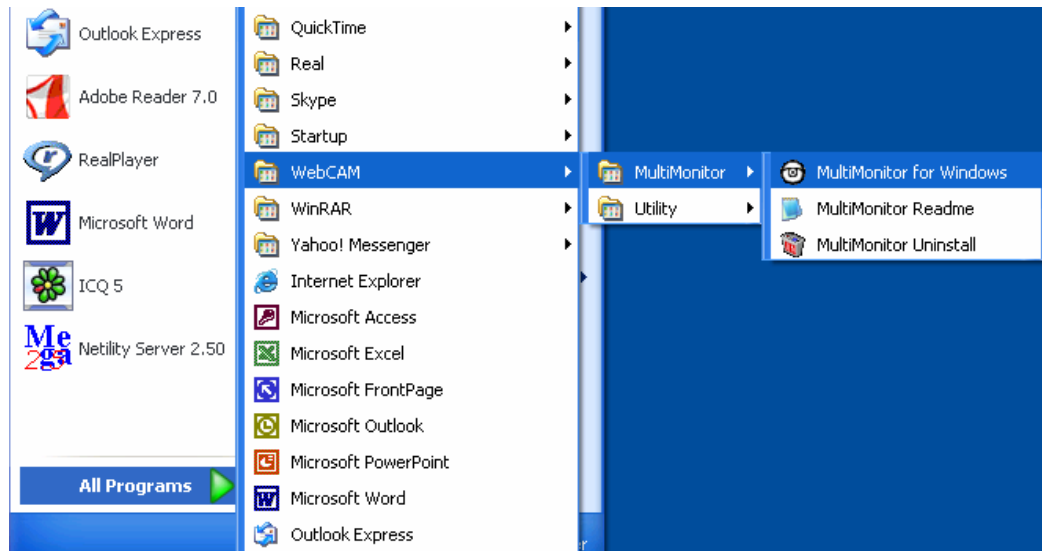 Outlook Express
Adobe Reader 7.0
RealPlayer
Microsoft Word
ICQ 5
Me
ga
Netility Server 2.50
All Programs
QuickTime
Real
Skype
Startup
WebCAM
WinRAR
Yahoo! Messenger
Internet Explorer
Microsoft Access
Microsoft Excel
Microsoft FrontPage
Microsoft Outlook
Microsoft PowerPoint
Microsoft Word
Outlook Express
MultiMonitor
Utility
MultiMonitor for Windows
MultiMonitor Readme
MultiMonitor Uninstall